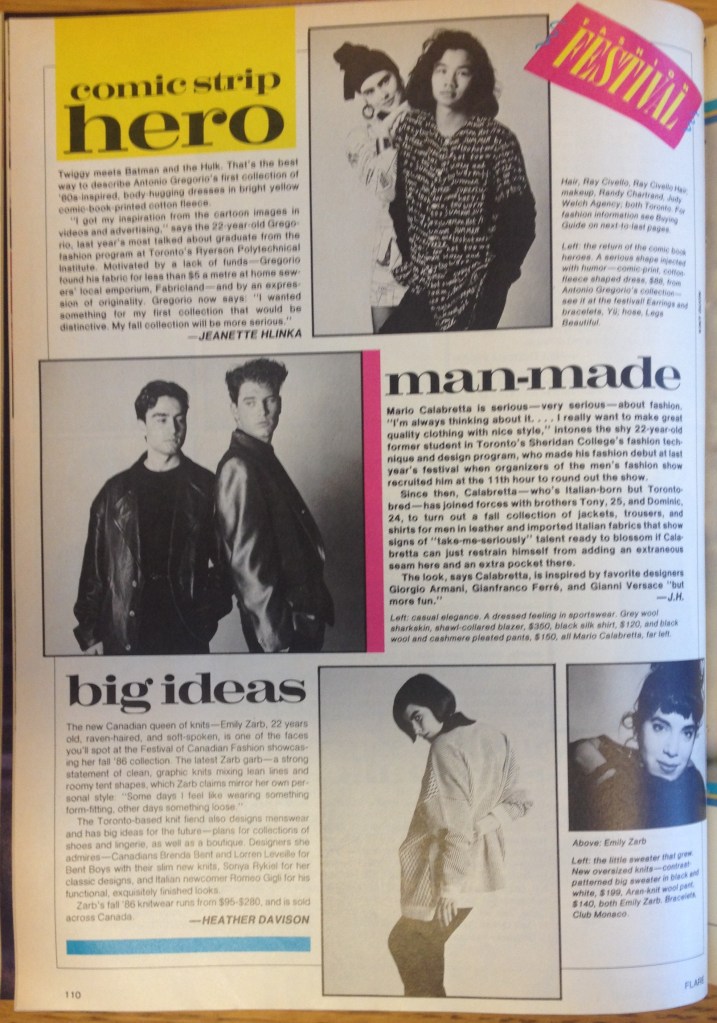 FASHION
FESTIVAL
comic strip
hero
Twiggy meets Batman and the Hulk. That's the best
way to describe Antonio Gregorio's first collection of
'60s-inspired, body-hugging dresses in bright yellow
comic-book-printed cotton fleece.
"I got my inspiration from the cartoon images in
videos and advertising," says the 22-year-old Grego-
rio, last year's most talked about graduate from the
fashion program at Toronto's Ryerson Polytechnical
Institute. Motivated by a lack of funds—Gregorio
found his fabric for less than $5 a metre at home sew-
ers' local emporium, Fabricland—and by an expres-
sion of originality. Gregorio now says: "I wanted
something for my first collection that would be
distinctive. My fall collection will be more serious."
—JEANETTE HLINKA
Hair, Ray Civello, Ray Civello Hair;
makeup, Randy Chartrand, Judy
Welch Agency; both Toronto. For
fashion information see Buying
Guide on next-to-last pages.
Left: the return of the comic book
heroes. A serious shape injected
with humor—comic-print, cotton-
fleece shaped dress, $88, from
Antonio Gregorio's collection—
see it at the festival! Earrings and
bracelets, Yii; hose, Legs
Beautiful.
man-made
Mario Calabretta is serious—very serious—about fashion.
"I'm always thinking about it. . . . I really want to make great
quality clothing with nice style," intones the shy 22-year-old
former student in Toronto's Sheridan College's fashion tech-
nique and design program, who made his fashion debut at last
year's festival when organizers of the men's fashion show
recruited him at the 11th hour to round out the show.
Since then, Calabretta—who's Italian-born but Toronto-
bred—has joined forces with brothers Tony, 25, and Dominic,
24, to turn out a fall collection of jackets, trousers, and
shirts for men in leather and imported Italian fabrics that show
signs of "take-me-seriously" talent ready to blossom if Cala-
bretta can just restrain himself from adding an extraneous
seam here and an extra pocket there.
The look, says Calabretta, is inspired by favorite designers
Giorgio Armani, Gianfranco Ferré, and Gianni Versace "but
more fun."
—J.H.
Left: casual elegance. A dressed feeling in sportswear. Grey wool
sharkskin, shawl-collared blazer, $350, black silk shirt, $120, and black
wool and cashmere pleated pants, $150, all Mario Calabretta, far left.
big ideas
The new Canadian queen of knits—Emily Zarb, 22 years
old, raven-haired, and soft-spoken, is one of the faces
you'll spot at the Festival of Canadian Fashion showcas-
ing her fall '86 collection. The latest Zarb garb—a strong
statement of clean, graphic knits mixing lean lines and
roomy tent shapes, which Zarb claims mirror her own per-
sonal style. "Some days I feel like wearing something
form-fitting, other days something loose."
The Toronto-based knit fiend also designs menswear
and has big ideas for the future—plans for collections of
shoes and lingerie, as well as a boutique. Designers she
admires—Canadians Brenda Bent and Lorren Leveille for
Bent Boys with their slim new knits, Sonya Rykiel for her
classic designs, and Italian newcomer Romeo Gigli for his
functional, exquisitely finished looks.
Zarb's fall '86 knitwear runs from $95-$280, and is sold
across Canada.
—HEATHER DAVISON
Above: Emily Zarb
Left: the little sweater that grew.
New oversized knits—contrast-
patterned big sweater in black and
white, $199, Aran-knit wool pant,
$140, both Emily Zarb. Bracelets,
Club Monaco.
110
FLARE